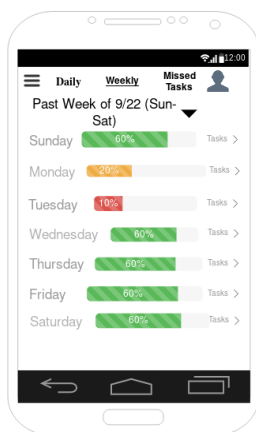 12:00
Daily Weekly Missed Tasks
Past Week of 9/22 (Sun-
Sat)
Sunday 60% Tasks
Monday 20% Tasks
Tuesday 10% Tasks
Wednesday 60% Tasks
Thursday 60% Tasks
Friday 60% Tasks
Saturday 60% Tasks